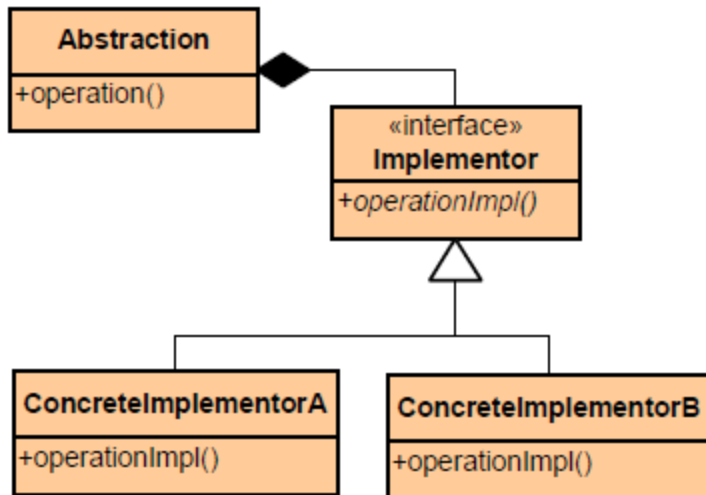 Abstraction
+operation()
«interface»
Implementor
+operationImpl()
ConcreteImplementorA
+operationImpl()
ConcreteImplementorB
+operationImpl()